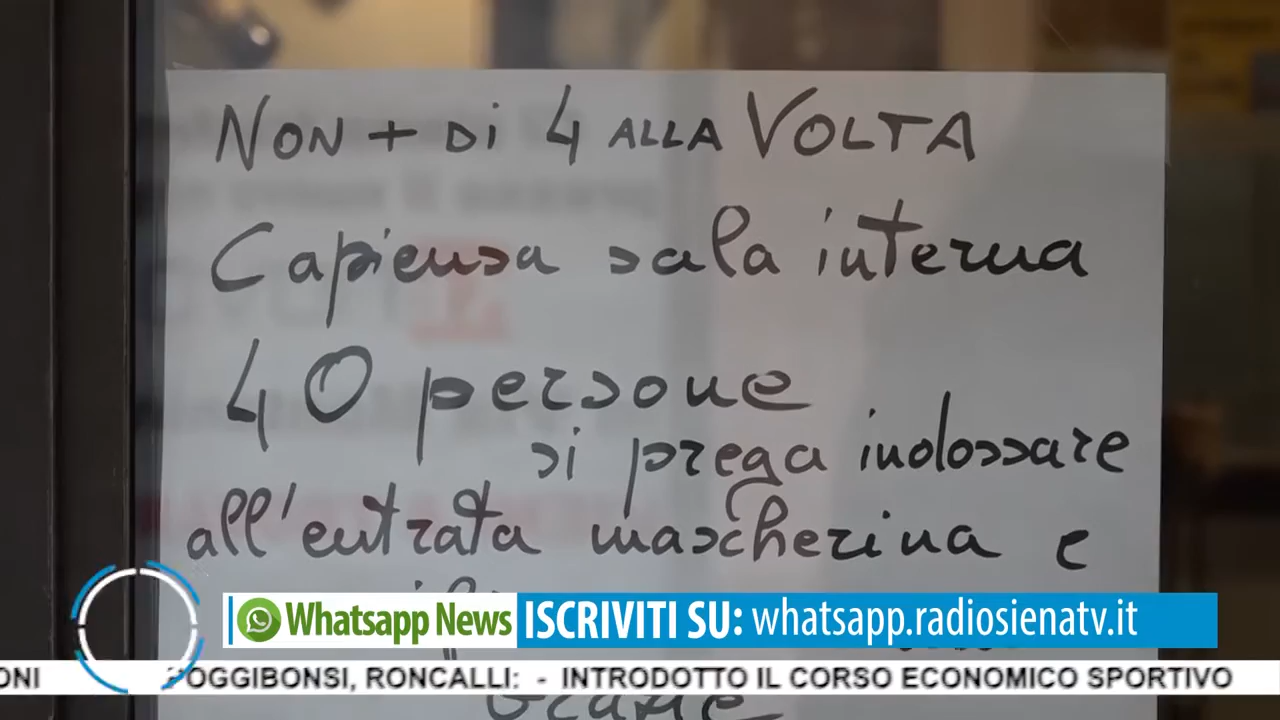 NON + DI 4 ALLA VOLTA
Capienza sala interna
40 persone
si prega indossare
all'entrata mascherina e
Whatsapp News ISCRIVITI SU: whatsapp.radiosienatv.it
ONI POGGIBONSI, RONCALLI: - INTRODOTTO IL CORSO ECONOMICO SPORTIVO